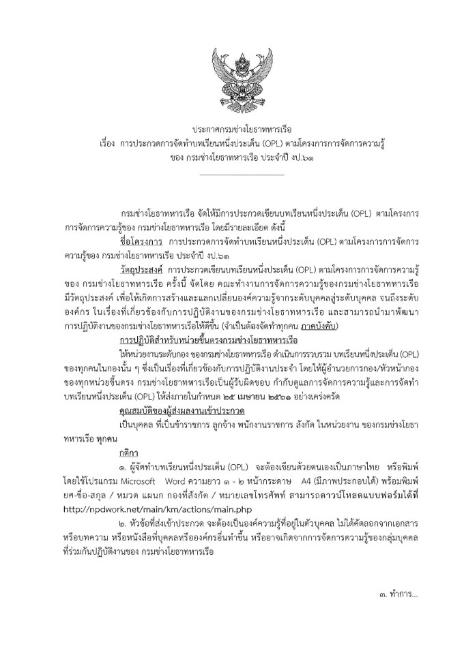 ประกาศกรมช่างโยธาทหารเรือ
เรื่อง การประกวดการจัดทำบทเรียนหนึ่งประเด็น (OPL) ตามโครงการการจัดการความรู้
ของ กรมช่างโยธาทหารเรือ ประจำปี งป.๖๑
กรมช่างโยธาทหารเรือ จัดให้มีการประกวดเขียนบทเรียนหนึ่งประเด็น (OPL) ตามโครงการ
การจัดการความรู้ของ กรมช่างโยธาทหารเรือ โดยมีรายละเอียด ดังนี้
ชื่อโครงการ การประกวดการจัดทำบทเรียนหนึ่งประเด็น (OPL) ตามโครงการการจัดการ
ความรู้ของ กรมช่างโยธาทหารเรือ ประจำปี งป.๖๑
วัตถุประสงค์ การประกวดเขียนบทเรียนหนึ่งประเด็น (OPL) ตามโครงการการจัดการความรู้
ของ กรมช่างโยธาทหารเรือ ครั้งนี้ จัดโดย คณะทำงานการจัดการความรู้ของกรมช่างโยธาทหารเรือ
มีวัตถุประสงค์ เพื่อให้เกิดการสร้างและแลกเปลี่ยนองค์ความรู้จากระดับบุคคลสู่ระดับบุคคล จนถึงระดับ
องค์กร ในเรื่องที่เกี่ยวข้องกับการปฏิบัติงานของกรมช่างโยธาทหารเรือ และสามารถนำมาพัฒนา
การปฏิบัติงานของกรมช่างโยธาทหารเรือให้ดีขึ้น (จำเป็นต้องจัดทำทุกคน ภาคบังคับ)
การปฏิบัติสำหรับหน่วยขึ้นตรงกรมช่างโยธาทหารเรือ
ให้หน่วยงานระดับกอง ของกรมช่างโยธาทหารเรือ ดำเนินการรวบรวม บทเรียนหนึ่งประเด็น (OPL)
ของทุกคนในกองนั้น ๆ ซึ่งเป็นเรื่องที่เกี่ยวข้องกับการปฏิบัติงานประจำ โดยให้ผู้อำนวยการกอง/หัวหน้ากอง
ของทุกหน่วยขึ้นตรง กรมช่างโยธาทหารเรือเป็นผู้รับผิดชอบ กำกับดูแลการจัดการความรู้และการจัดทำ
บทเรียนหนึ่งประเด็น (OPL) ให้ส่งภายในกำหนด ๒๕ เมษายน ๒๕๖๑ อย่างเคร่งครัด
คุณสมบัติของผู้ส่งผลงานเข้าประกวด
เป็นบุคคล ที่เป็นข้าราชการ ลูกจ้าง พนักงานราชการ สังกัด ในหน่วยงาน ของกรมช่างโยธา
ทหารเรือ ทุกคน
กติกา
๑. ผู้จัดทำบทเรียนหนึ่งประเด็น (OPL) จะต้องเขียนด้วยตนเองเป็นภาษาไทย หรือพิมพ์
โดยใช้โปรแกรม Microsoft Word ความยาว ๑ - ๒ หน้ากระดาษ A4 (มีภาพประกอบได้) พร้อมพิมพ์
ยศ-ชื่อ-สกุล / หมวด แผนก กองที่สังกัด / หมายเลขโทรศัพท์ สามารถดาวน์โหลดแบบฟอร์มได้ที่
http://npdwork.net/main/km/actions/main.php
๒. หัวข้อที่ส่งเข้าประกวด จะต้องเป็นองค์ความรู้ที่อยู่ในตัวบุคคล ไม่ได้คัดลอกจากเอกสาร
หรือบทความ หรือหนังสือที่บุคคลหรือองค์กรอื่นทำขึ้น หรืออาจเกิดจากการจัดการความรู้ของกลุ่มบุคคล
ที่ร่วมกันปฏิบัติงานของ กรมช่างโยธาทหารเรือ
๓. ทำการ...